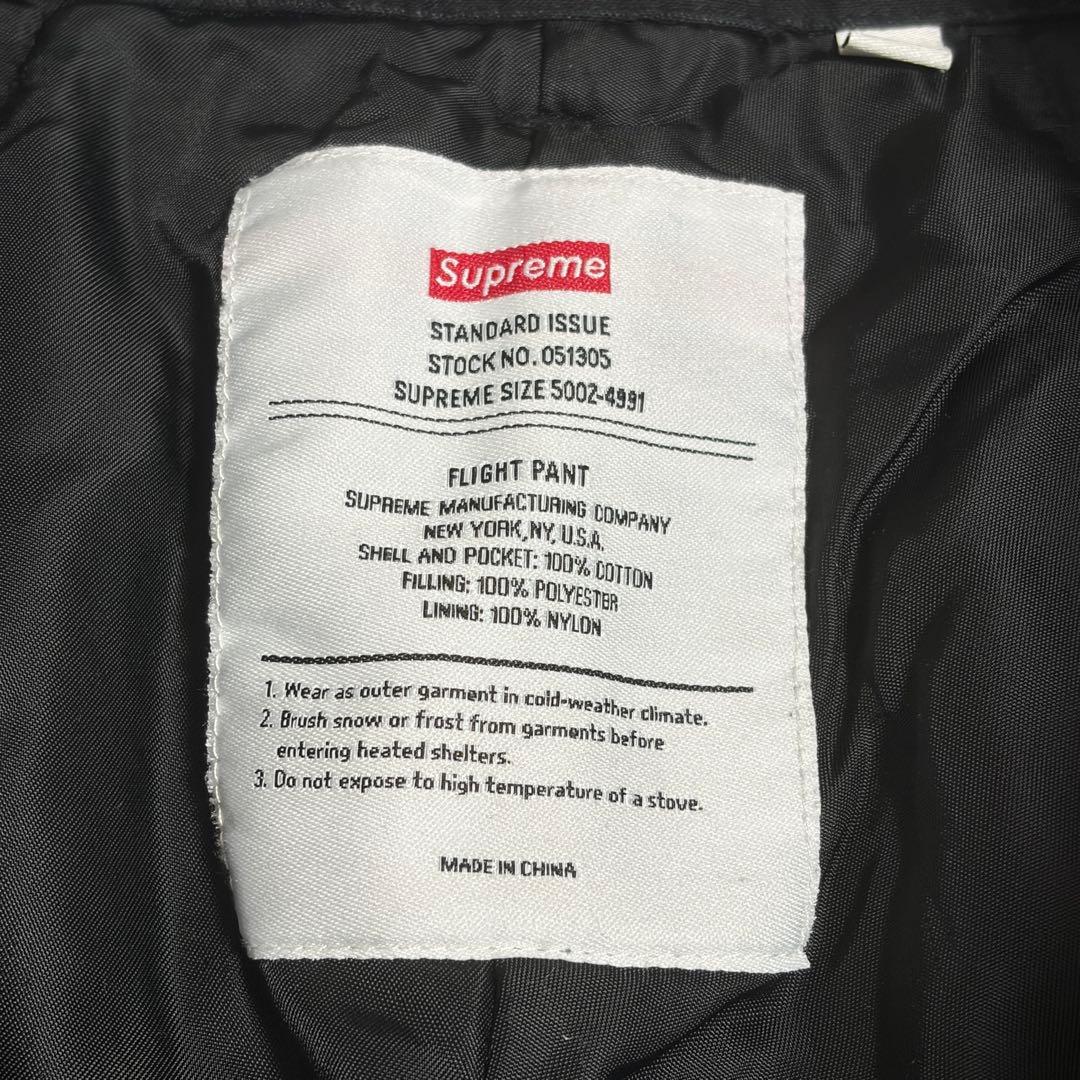 Supreme
STANDARD ISSUE
STOCK NO. 051305
SUPREME SIZE 5002-4991
FLIGHT PANT
SUPREME MANUFACTURING COMPANY
NEW YORK, NY, U.S.A.
SHELL AND POCKET: 100% COTTON
FILLING: 100% POLYESTER
LINING: 100% NYLON
1. Wear as outer garment in cold-weather climate.
2. Brush snow or frost from garments before
entering heated shelters.
3. Do not expose to high temperature of a stove.
MADE IN CHINA